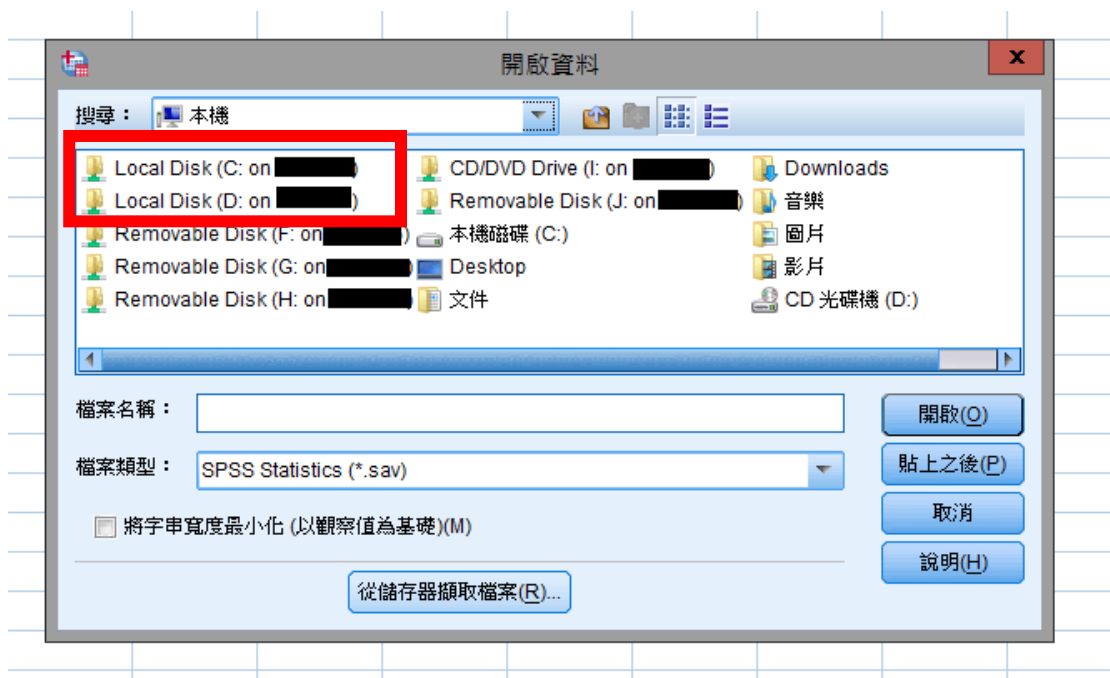 開啟資料
x
搜尋： 本機
Local Disk (C: on )
Local Disk (D: on )
Removable Disk (F: on )
Removable Disk (G: on )
Removable Disk (H: on )
CD/DVD Drive (I: on )
Removable Disk (J: on )
本機磁碟 (C:)
Desktop
文件
Downloads
音樂
圖片
影片
CD 光碟機 (D:)
檔案名稱：
開啟(O)
檔案類型： SPSS Statistics (*.sav)
貼上之後(P)
將字串寬度最小化 (以觀察值為基礎)(M)
取消
說明(H)
從儲存器擷取檔案(R)...